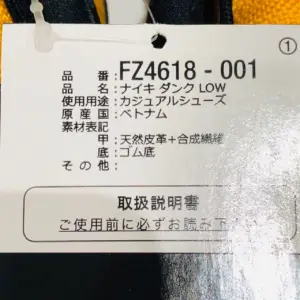 ①
品番:FZ4618-001
品名:ナイキ ダンク LOW
使用用途:カジュアルシューズ
原産国:ベトナム
素材表記
甲:天然皮革+合成繊維
底:ゴム底
その他:
取扱説明書
ご使用前に必ずお読み下